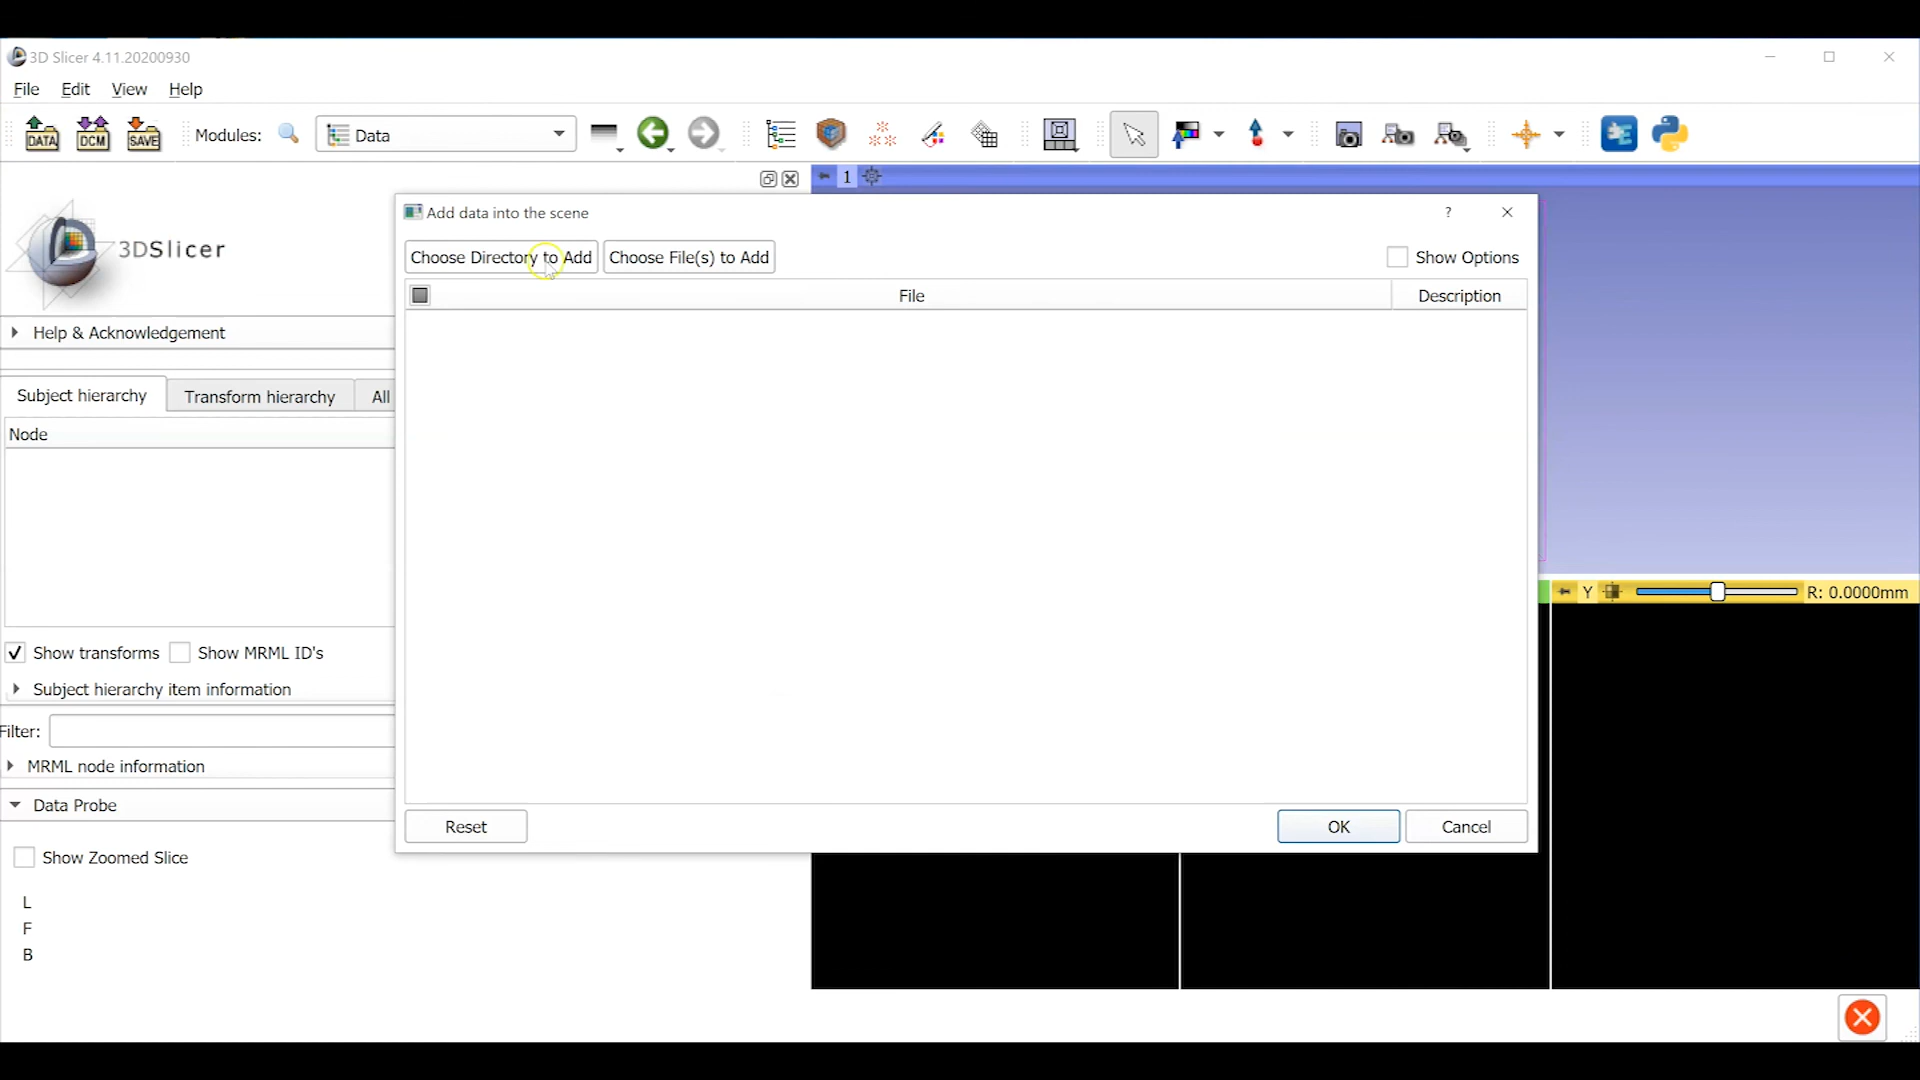 3D Slicer 4.11.20200930
File Edit View Help
DATA DCM SAVE Modules: Data
1
3DSlicer
Add data into the scene ?
Choose Directory to Add Choose File(s) to Add Show Options
File Description
Help & Acknowledgement
Subject hierarchy Transform hierarchy All
Node
Y R: 0.0000mm
Show transforms Show MRML ID's
Subject hierarchy item information
Filter:
MRML node information
Data Probe
Reset OK Cancel
Show Zoomed Slice
L
F
B